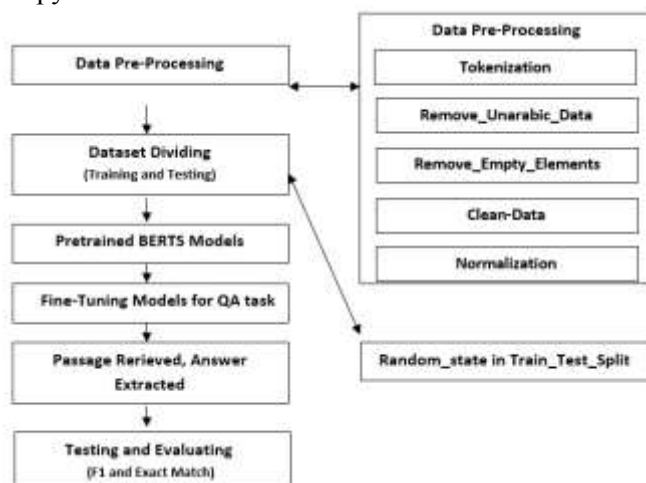 Data Pre-Processing
Dataset Dividing
(Training and Testing)
Pretrained BERTS Models
Fine-Tuning Models for QA task
Passage Rerieved, Answer
Extracted
Testing and Evaluating
(F1 and Exact Match)
Data Pre-Processing
Tokenization
Remove_Unarabic_Data
Remove_Empty_Elements
Clean-Data
Normalization
Random_state in Train_Test_Split